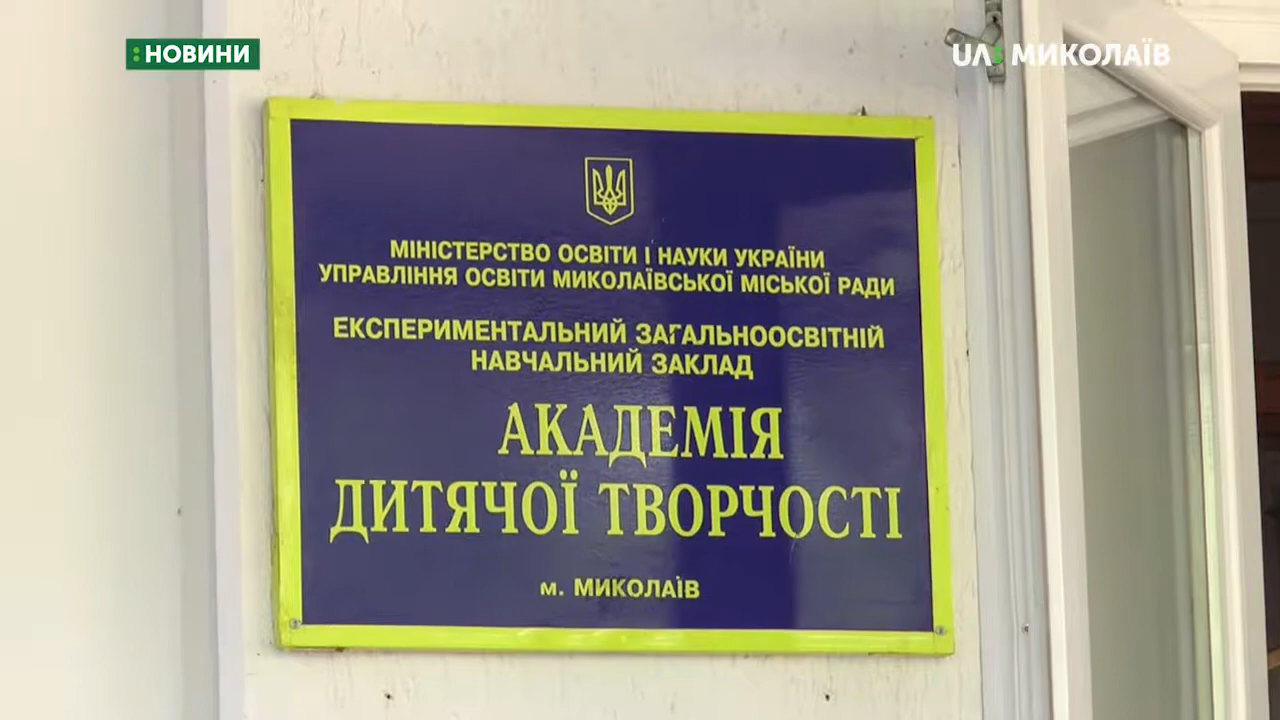 :НОВИНИ
UA: МИКОЛАЇВ
МІНІСТЕРСТВО ОСВІТИ І НАУКИ УКРАЇНИ
УПРАВЛІННЯ ОСВІТИ МИКОЛАЇВСЬКОЇ МІСЬКОЇ РАДИ
ЕКСПЕРИМЕНТАЛЬНИЙ ЗАГАЛЬНООСВІТНІЙ
НАВЧАЛЬНИЙ ЗАКЛАД
АКАДЕМІЯ
ДИТЯЧОЇ ТВОРЧОСТІ
м. МИКОЛАЇВ